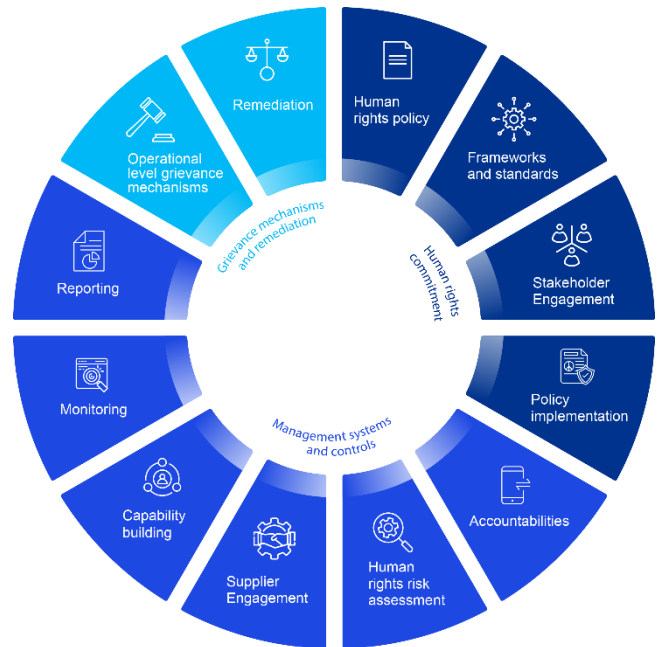 Remediation
Human
rights policy
Operational
level grievance
mechanisms
Frameworks
and standards
Grievance mechanisms
and remediation
Human rights
commitment
Reporting
Stakeholder
Engagement
Monitoring
Policy
implementation
Management systems
and controls
Capability
building
Accountabilities
Supplier
Engagement
Human
rights risk
assessment